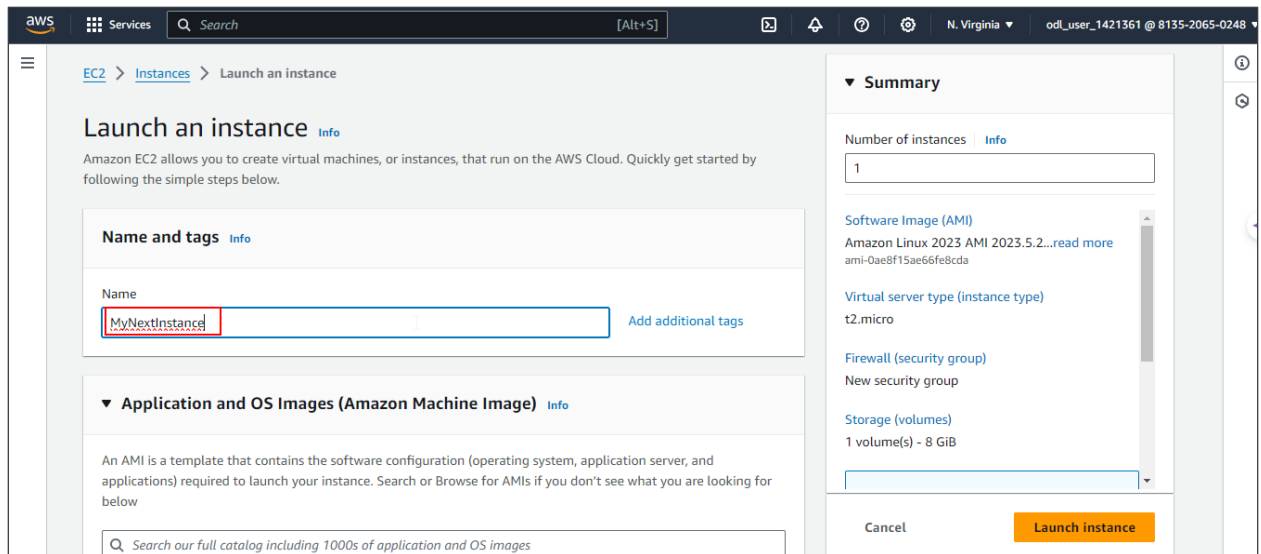 aws Services Search [Alt+S] N. Virginia ▼ odl_user_1421361 @ 8135-2065-0248 ▼
EC2 > Instances > Launch an instance
Launch an instance Info
Amazon EC2 allows you to create virtual machines, or instances, that run on the AWS Cloud. Quickly get started by
following the simple steps below.
Name and tags Info
Name
MyNextInstance
Add additional tags
▼ Application and OS Images (Amazon Machine Image) Info
An AMI is a template that contains the software configuration (operating system, application server, and
applications) required to launch your instance. Search or Browse for AMIs if you don't see what you are looking for
below
Search our full catalog including 1000s of application and OS images
▼ Summary
Number of instances Info
1
Software Image (AMI)
Amazon Linux 2023 AMI 2023.5.2...read more
ami-0ae8f15ae66fe8cda
Virtual server type (instance type)
t2.micro
Firewall (security group)
New security group
Storage (volumes)
1 volume(s) - 8 GiB
Cancel
Launch instance